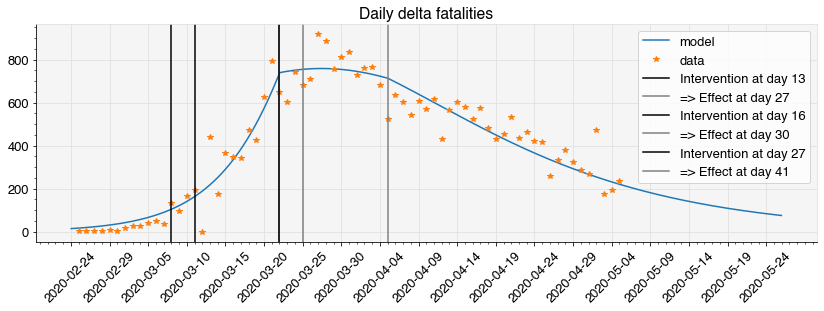 Daily delta fatalities
800
600
400
200
0
model
data
Intervention at day 13
=> Effect at day 27
Intervention at day 16
=> Effect at day 30
Intervention at day 27
=> Effect at day 41
2020-02-24
2020-02-29
2020-03-05
2020-03-10
2020-03-15
2020-03-20
2020-03-25
2020-03-30
2020-04-04
2020-04-09
2020-04-14
2020-04-19
2020-04-24
2020-04-29
2020-05-04
2020-05-09
2020-05-14
2020-05-19
2020-05-24